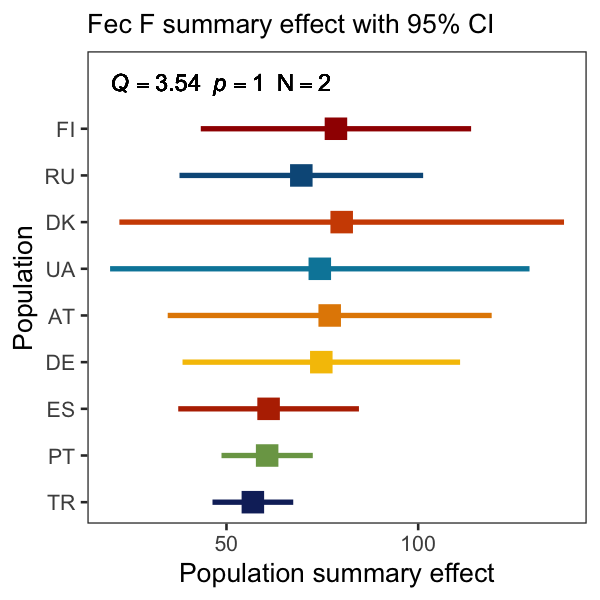 Fec F summary effect with 95% CI
Q = 3.54 p = 1 N = 2
FI
RU
DK
UA
AT
DE
ES
PT
TR
Population
50 100
Population summary effect